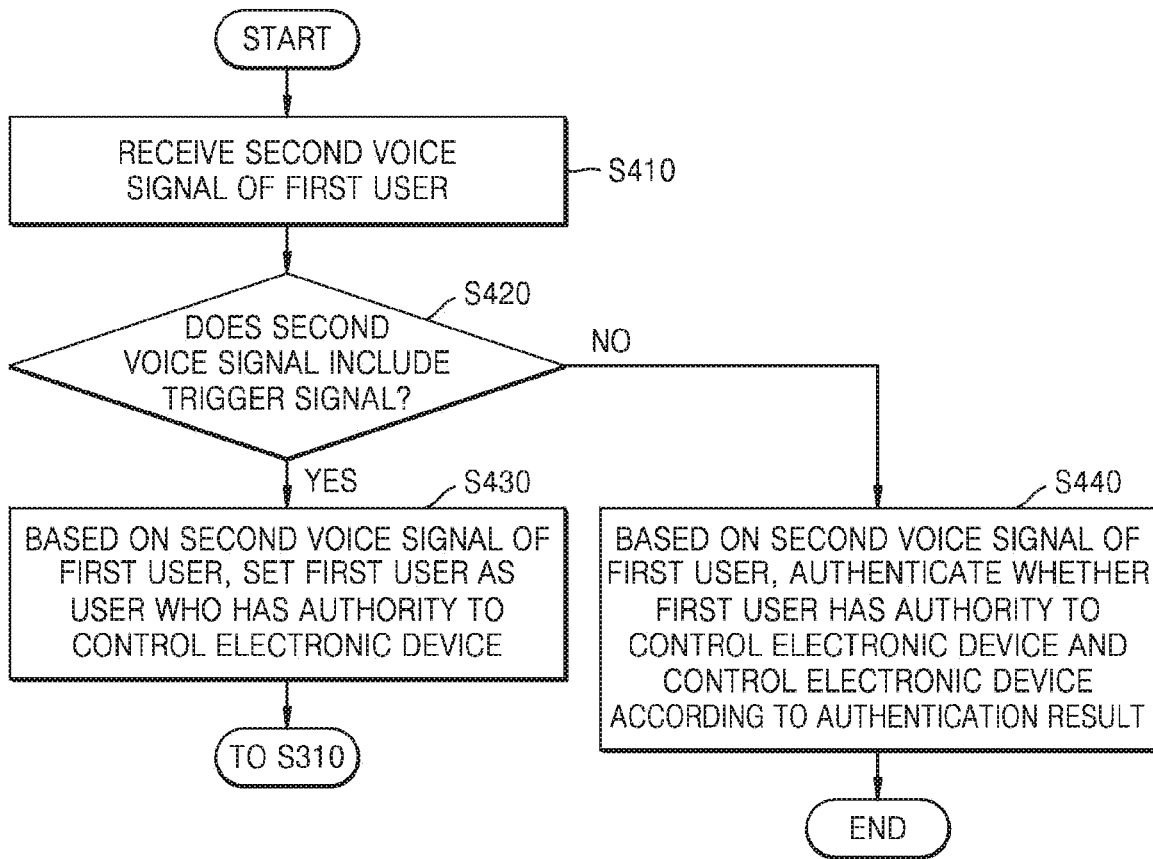 START
RECEIVE SECOND VOICE
SIGNAL OF FIRST USER
S410
S420
DOES SECOND
VOICE SIGNAL INCLUDE
TRIGGER SIGNAL?
NO
YES
S430
BASED ON SECOND VOICE SIGNAL OF
FIRST USER, SET FIRST USER AS
USER WHO HAS AUTHORITY TO
CONTROL ELECTRONIC DEVICE
TO S310
S440
BASED ON SECOND VOICE SIGNAL OF
FIRST USER, AUTHENTICATE WHETHER
FIRST USER HAS AUTHORITY TO
CONTROL ELECTRONIC DEVICE AND
CONTROL ELECTRONIC DEVICE
ACCORDING TO AUTHENTICATION RESULT
END